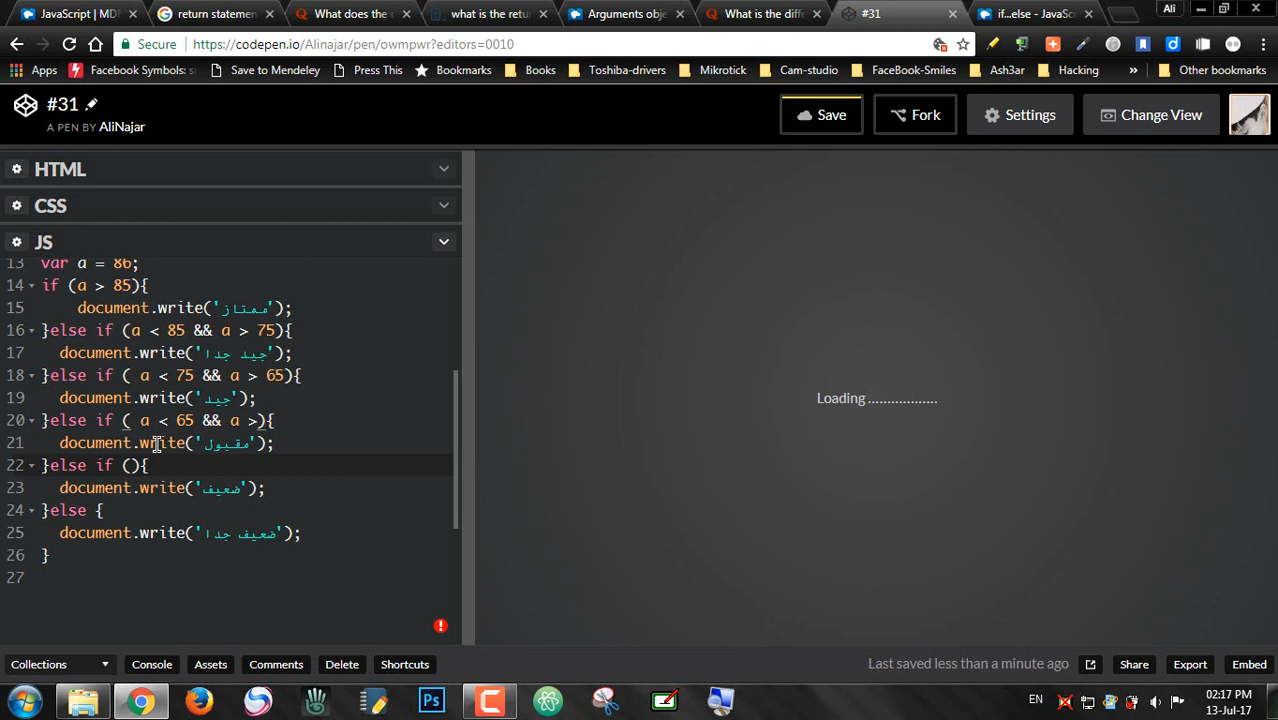 JavaScript | MD
return statemen
What does the
what is the retu
Arguments obj
What is the diff
#31
if...else - JavaSc
Ali
Secure
https://codepen.io/Alinajar/pen/owmpwr?editors=0010
Apps
Facebook Symbols: s
Save to Mendeley
Press This
Bookmarks
Books
Toshiba-drivers
Mikrotick
Cam-studio
FaceBook-Smiles
Ash3ar
Hacking
»
Other bookmarks
#31
A PEN BY AliNajar
Save
Fork
Settings
Change View
HTML
CSS
JS
13 var a = 86;
14 if (a > 85){
15 document.write('ممتاز');
16 }else if (a < 85 && a > 75){
17 document.write('جيد جدا');
18 }else if ( a < 75 && a > 65){
19 document.write('جيد');
20 }else if ( a < 65 && a >){
21 document.write('مقبول');
22 }else if (){
23 document.write('ضعيف');
24 }else {
25 document.write('ضعيف جدا');
26 }
27
Loading ..................
Collections
Console
Assets
Comments
Delete
Shortcuts
Last saved less than a minute ago
Share
Export
Embed
Ps
EN
02:17 PM
13-Jul-17